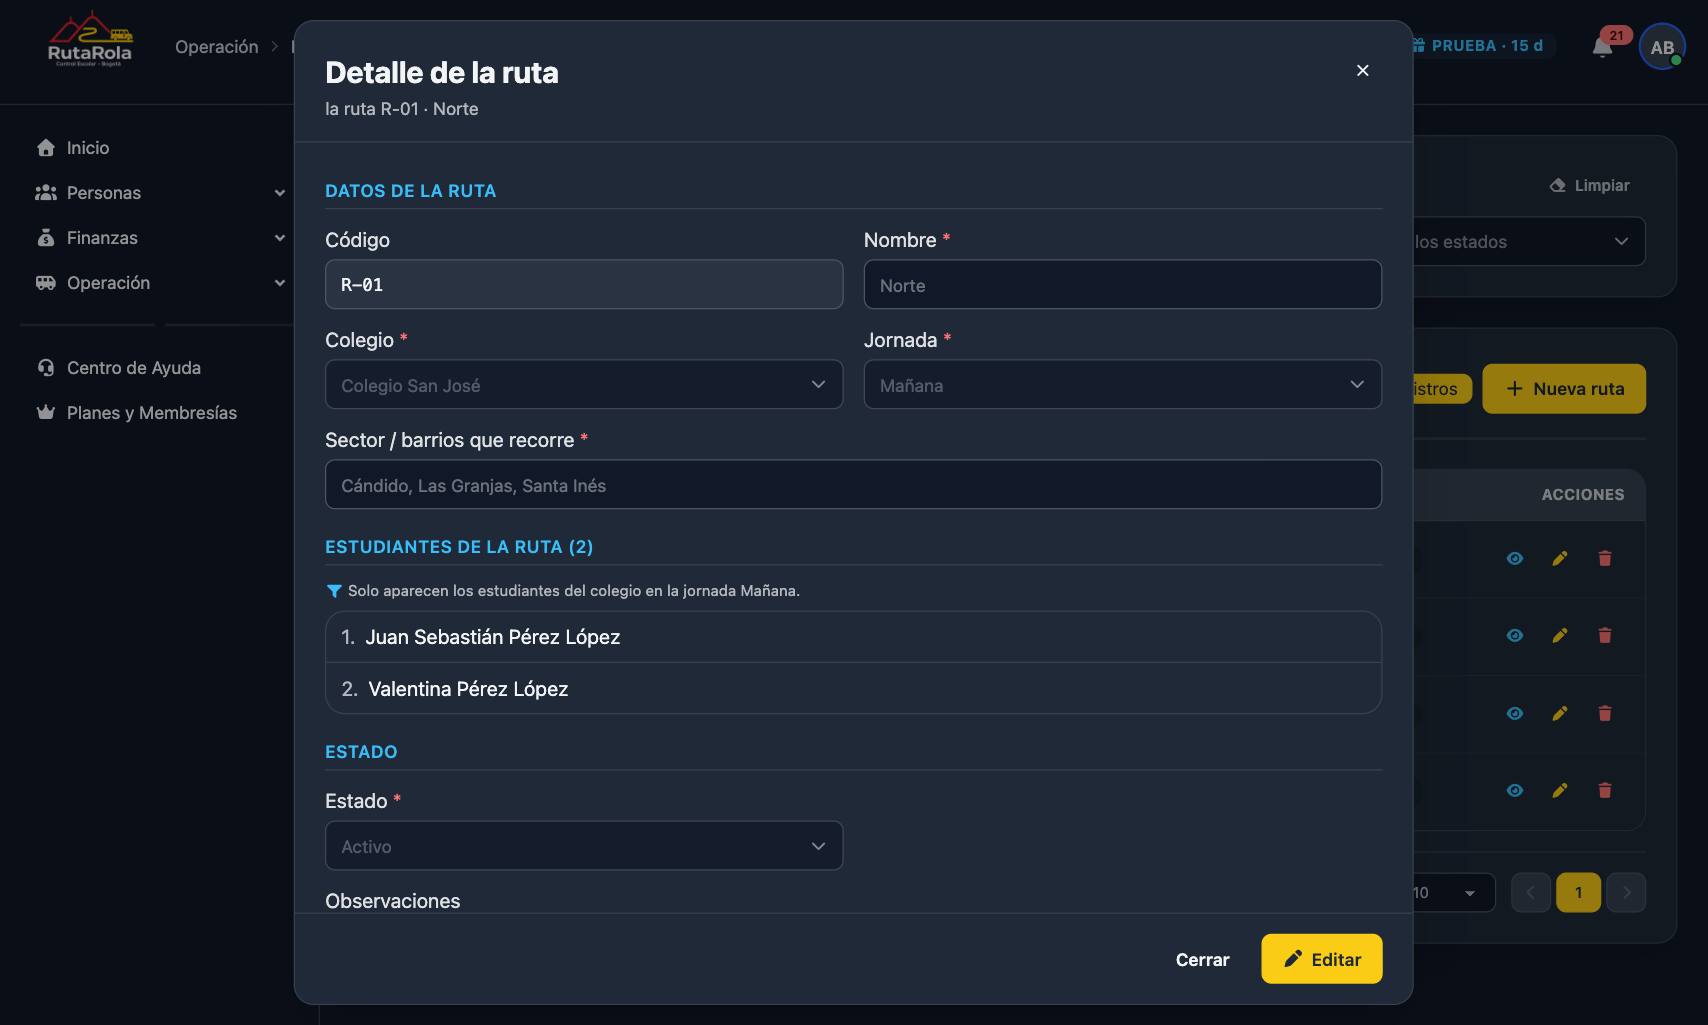 RutaRola
Control Escolar - Bogotá
Operación
PRUEBA · 15 d
21
AB
Inicio
Personas
Finanzas
Operación
Centro de Ayuda
Planes y Membresías
Detalle de la ruta
la ruta R-01 · Norte
DATOS DE LA RUTA
Código
Nombre *
R-01
Norte
Colegio *
Jornada *
Colegio San José
Mañana
Sector / barrios que recorre *
Cándido, Las Granjas, Santa Inés
ESTUDIANTES DE LA RUTA (2)
Solo aparecen los estudiantes del colegio en la jornada Mañana.
1. Juan Sebastián Pérez López
2. Valentina Pérez López
ESTADO
Estado *
Activo
Observaciones
Cerrar
Editar
Limpiar
los estados
istros
Nueva ruta
ACCIONES
10
1